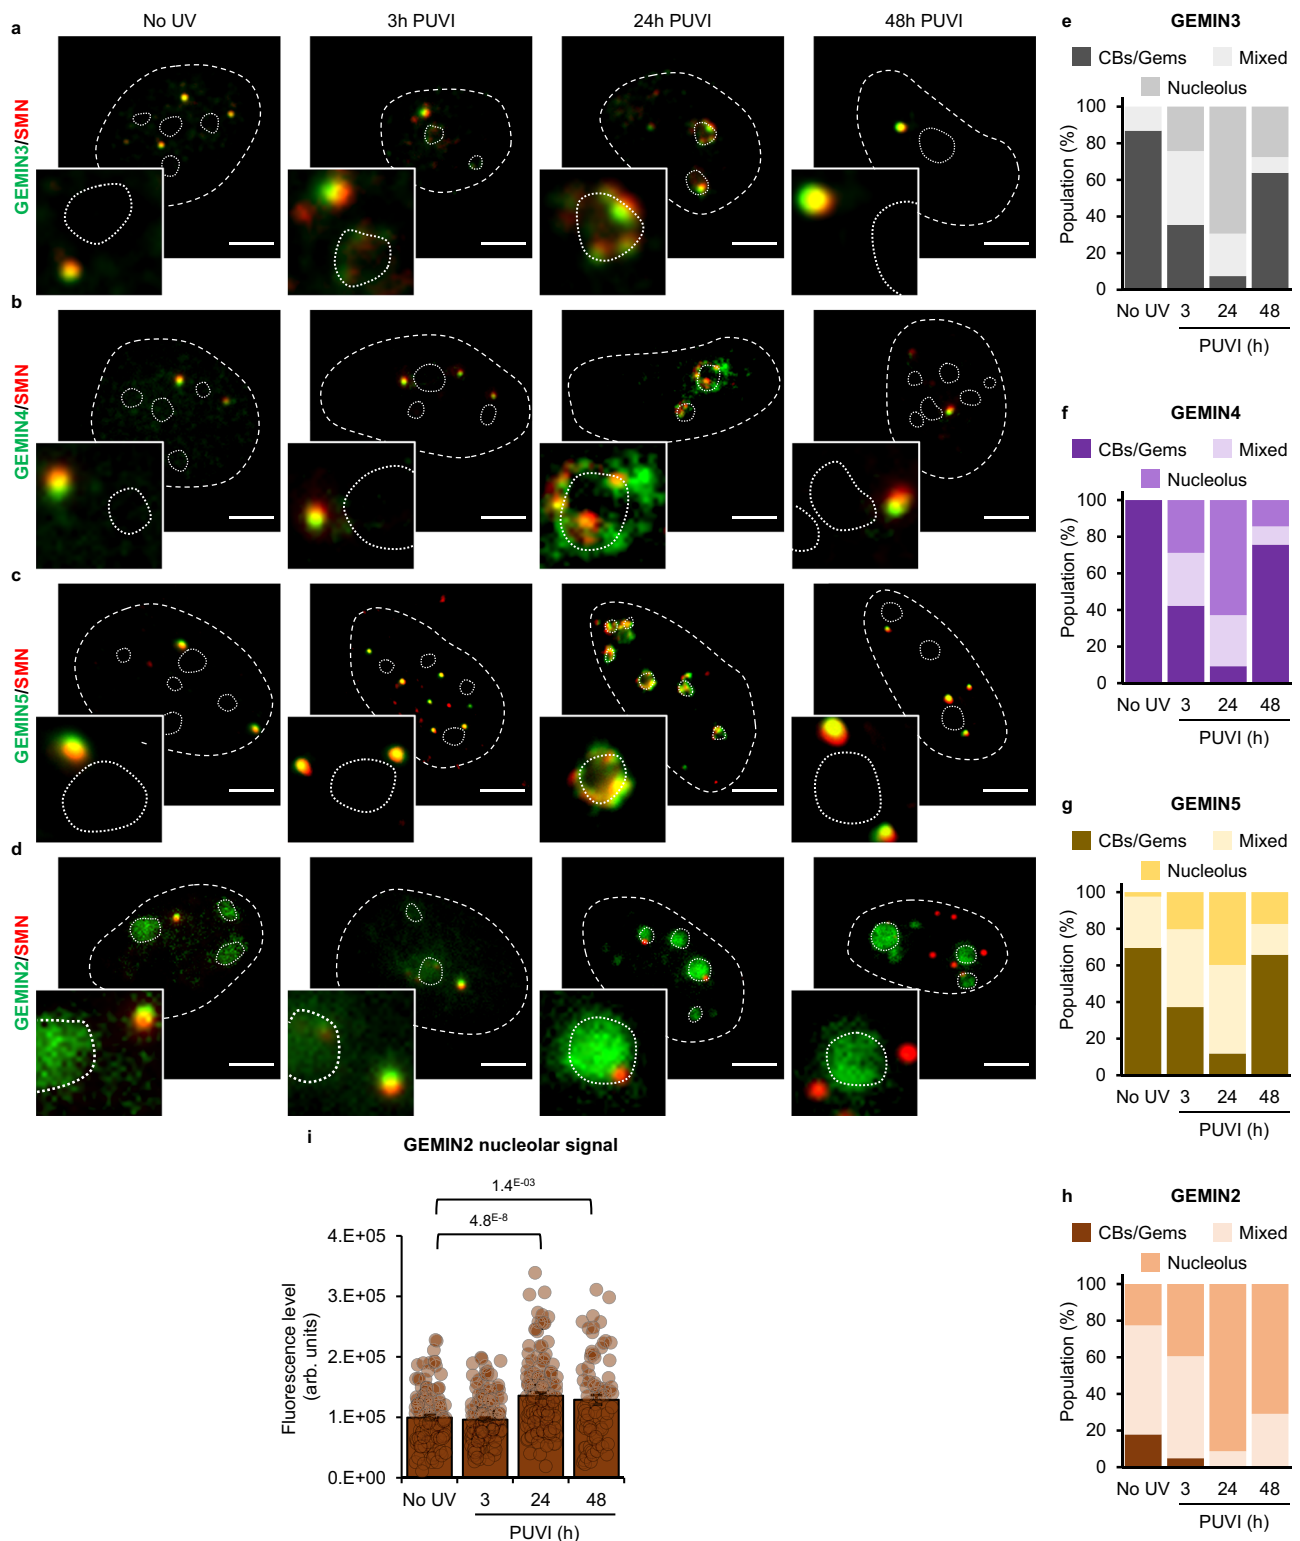 No UV 3h PUVI 24h PUVI 48h PUVI
a
GEMIN3/SMN
b
GEMIN4/SMN
c
GEMIN5/SMN
d
GEMIN2/SMN
e GEMIN3
CBs/Gems Mixed
Nucleolus
100
80
60
40
20
0
Population (%)
No UV 3 24 48
PUVI (h)
f GEMIN4
CBs/Gems Mixed
Nucleolus
100
80
60
40
20
0
Population (%)
No UV 3 24 48
PUVI (h)
g GEMIN5
CBs/Gems Mixed
Nucleolus
100
80
60
40
20
0
Population (%)
No UV 3 24 48
PUVI (h)
h GEMIN2
CBs/Gems Mixed
Nucleolus
100
80
60
40
20
0
Population (%)
No UV 3 24 48
PUVI (h)
i GEMIN2 nucleolar signal
1.4E-03
4.8E-8
4.E+05
3.E+05
2.E+05
1.E+05
0.E+00
Fluorescence level
(arb. units)
No UV 3 24 48
PUVI (h)